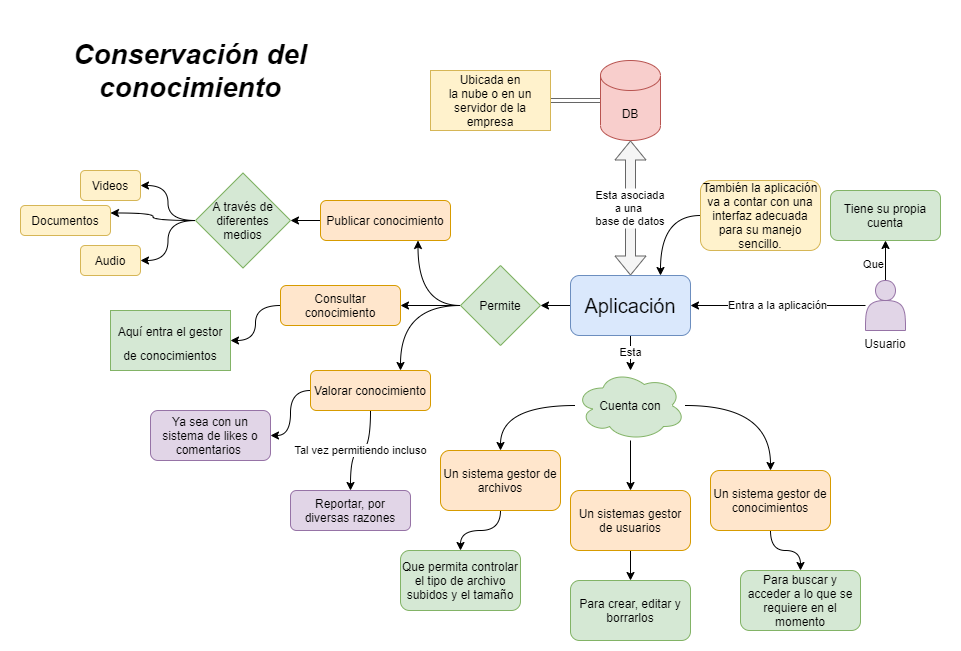 Conservación del
conocimiento
Ubicada en
la nube o en un
servidor de la
empresa
DB
Esta asociada
a una
base de datos
También la aplicación
va a contar con una
interfaz adecuada
para su manejo
sencillo.
Tiene su propia
cuenta
Que
Usuario
Entra a la aplicación
Aplicación
Permite
Publicar conocimiento
A través de
diferentes
medios
Videos
Documentos
Audio
Consultar
conocimiento
Aquí entra el gestor
de conocimientos
Valorar conocimiento
Ya sea con un
sistema de likes o
comentarios
Tal vez permitiendo incluso
Reportar, por
diversas razones
Esta
Cuenta con
Un sistema gestor de
archivos
Que permita controlar
el tipo de archivo
subidos y el tamaño
Un sistemas gestor
de usuarios
Para crear, editar y
borrarlos
Un sistema gestor de
conocimientos
Para buscar y
acceder a lo que se
requiere en el
momento